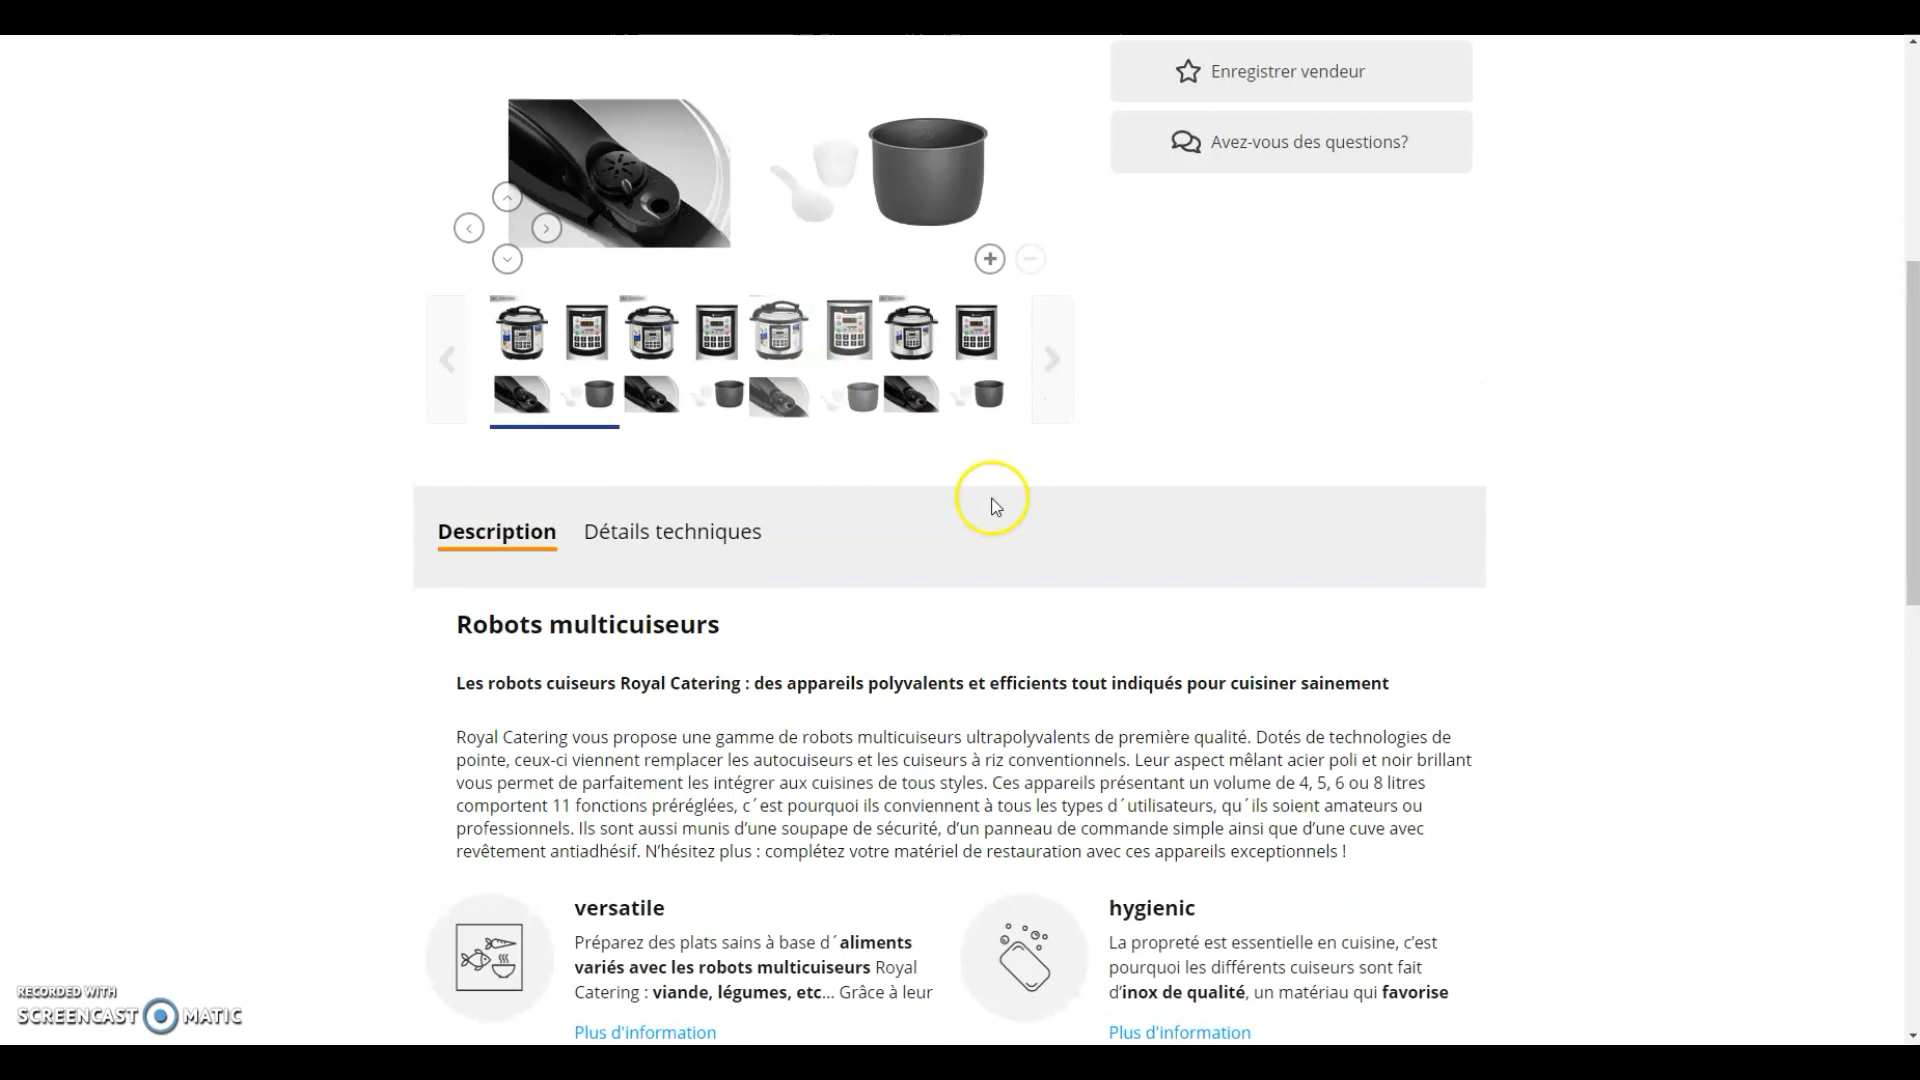 Enregistrer vendeur
Avez-vous des questions?
Description
Détails techniques
Robots multicuiseurs
Les robots cuiseurs Royal Catering : des appareils polyvalents et efficients tout indiqués pour cuisiner sainement
Royal Catering vous propose une gamme de robots multicuiseurs ultrapolyvalents de première qualité. Dotés de technologies de
pointe, ceux-ci viennent remplacer les autocuiseurs et les cuiseurs à riz conventionnels. Leur aspect mêlant acier poli et noir brillant
vous permet de parfaitement les intégrer aux cuisines de tous styles. Ces appareils présentant un volume de 4, 5, 6 ou 8 litres
comportent 11 fonctions préréglées, c´est pourquoi ils conviennent à tous les types d´utilisateurs, qu´ils soient amateurs ou
professionnels. Ils sont aussi munis d’une soupape de sécurité, d’un panneau de commande simple ainsi que d’une cuve avec
revêtement antiadhésif. N’hésitez plus : complétez votre matériel de restauration avec ces appareils exceptionnels !
versatile
Préparez des plats sains à base d´aliments
variés avec les robots multicuiseurs Royal
Catering : viande, légumes, etc... Grâce à leur
Plus d'information
hygienic
La propreté est essentielle en cuisine, c’est
pourquoi les différents cuiseurs sont fait
d’inox de qualité, un matériau qui favorise
Plus d'information
RECORDED WITH
SCREENCAST MATIC